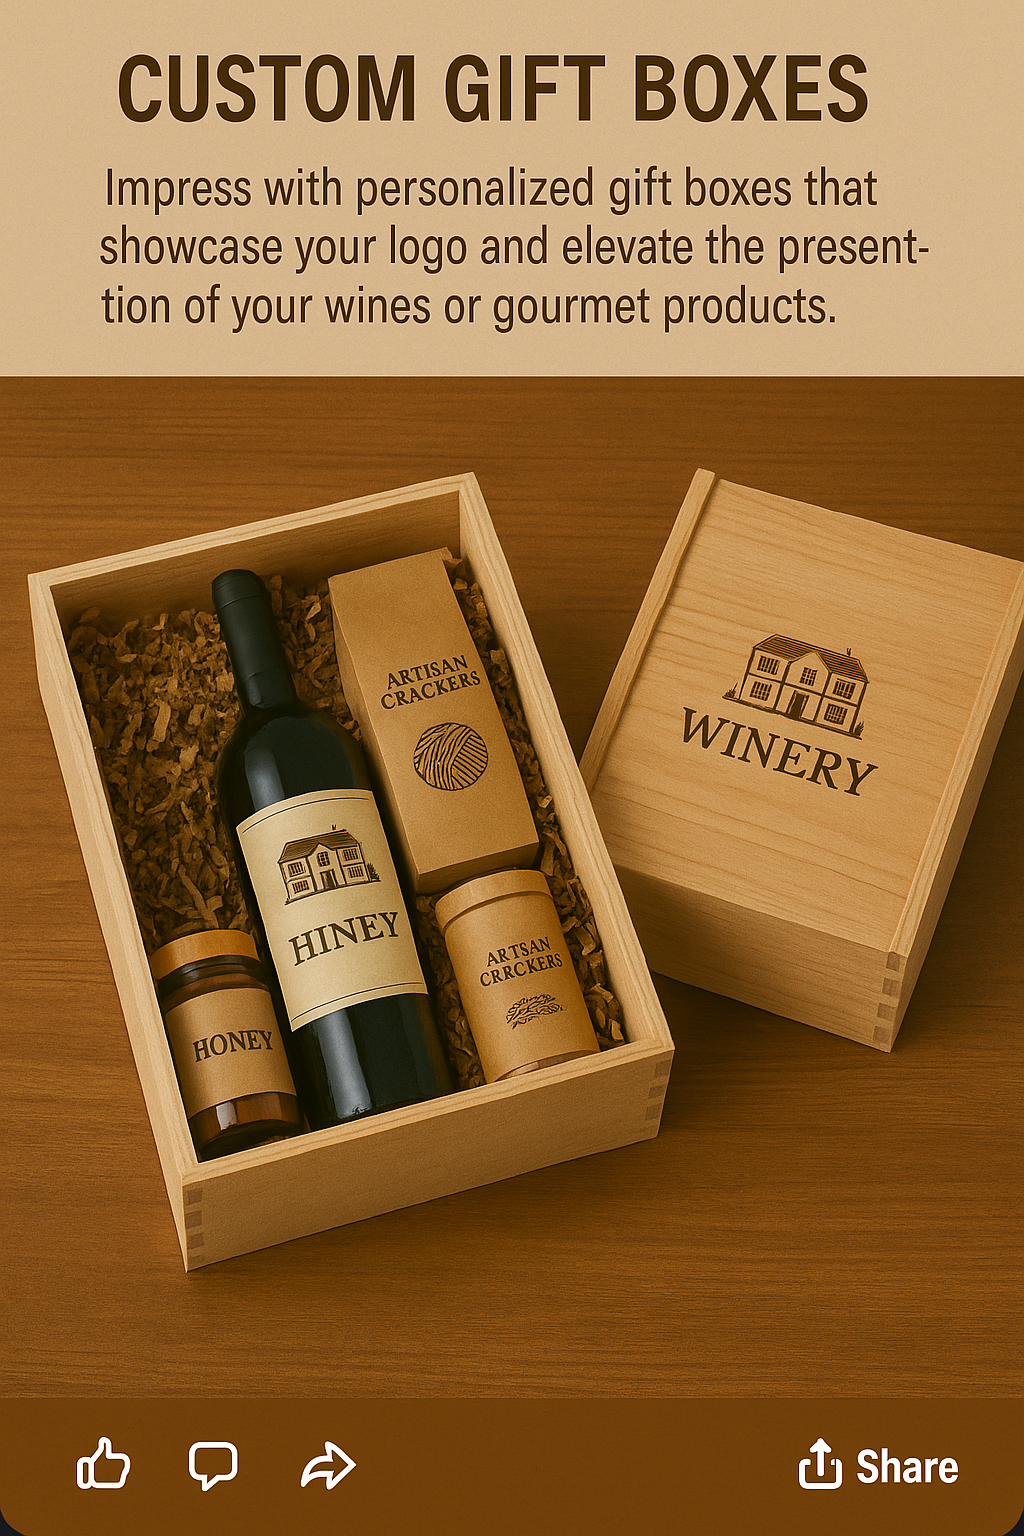 CUSTOM GIFT BOXES
Impress with personalized gift boxes that
showcase your logo and elevate the present-
tion of your wines or gourmet products.
ARTISAN
CRACKERS
WINERY
HINEY
ARTSAN
CRRCKERS
HONEY
Share